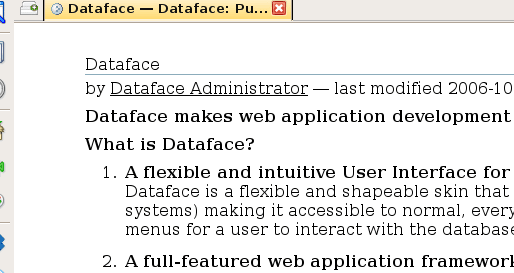 Dataface — Dataface: Pu...
Dataface
by Dataface Administrator — last modified 2006-10
Dataface makes web application development
What is Dataface?
1. A flexible and intuitive User Interface for
Dataface is a flexible and shapeable skin that
systems) making it accessible to normal, every
menus for a user to interact with the database
2. A full-featured web application framework